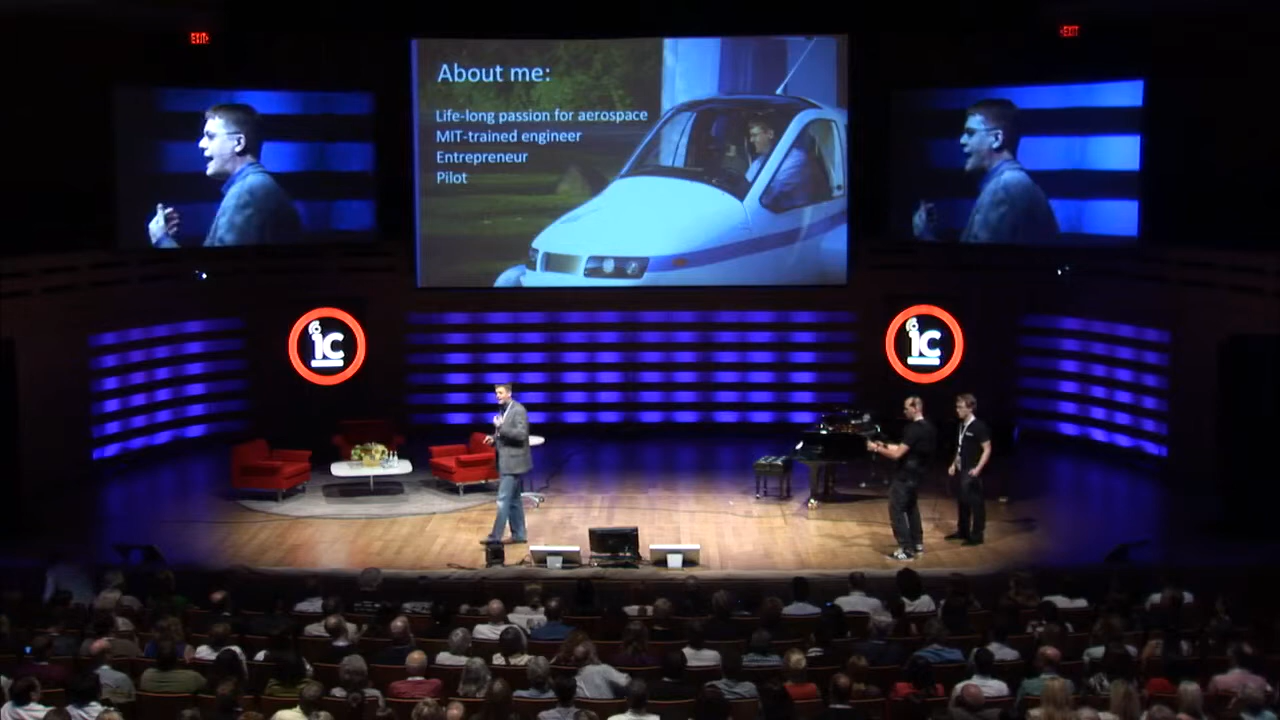 EXIT
EXIT
About me:
Life-long passion for aerospace
MIT-trained engineer
Entrepreneur
Pilot
ic
ic